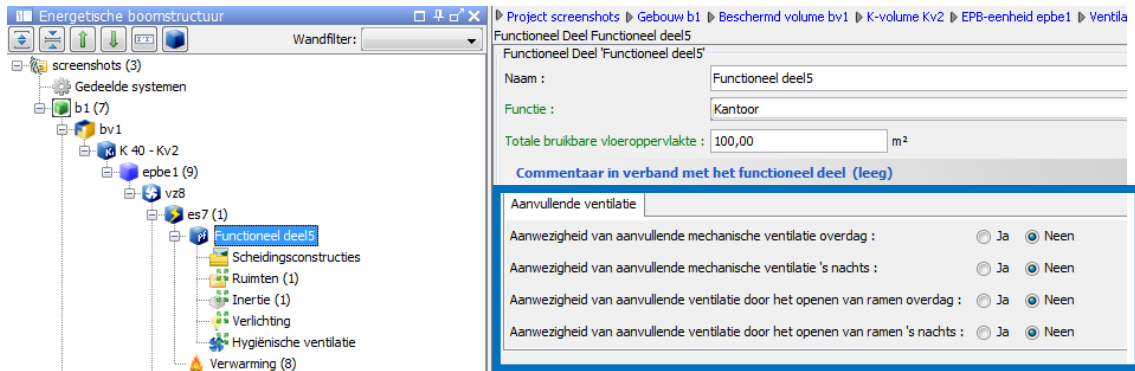 Energetische boomstructuur
Wandfilter:
screenshots (3)
Gedeelde systemen
b1 (7)
bv1
K 40 - Kv2
epbe1 (9)
vz8
es7 (1)
Functioneel deel5
Scheidingsconstructies
Ruimten (1)
Inertie (1)
Verlichting
Hygiënische ventilatie
Verwarming (8)
Project screenshots Gebouw b1 Beschermd volume bv1 K-volume Kv2 EPB-eenheid epbe1 Ventila
Functioneel Deel Functioneel deel5
Functioneel Deel 'Functioneel deel5'
Naam : Functioneel deel5
Functie : Kantoor
Totale bruikbare vloeroppervlakte : 100,00 m²
Commentaar in verband met het functioneel deel (leeg)
Aanvullende ventilatie
Aanwezigheid van aanvullende mechanische ventilatie overdag : Ja Neen
Aanwezigheid van aanvullende mechanische ventilatie 's nachts : Ja Neen
Aanwezigheid van aanvullende ventilatie door het openen van ramen overdag : Ja Neen
Aanwezigheid van aanvullende ventilatie door het openen van ramen 's nachts : Ja Neen